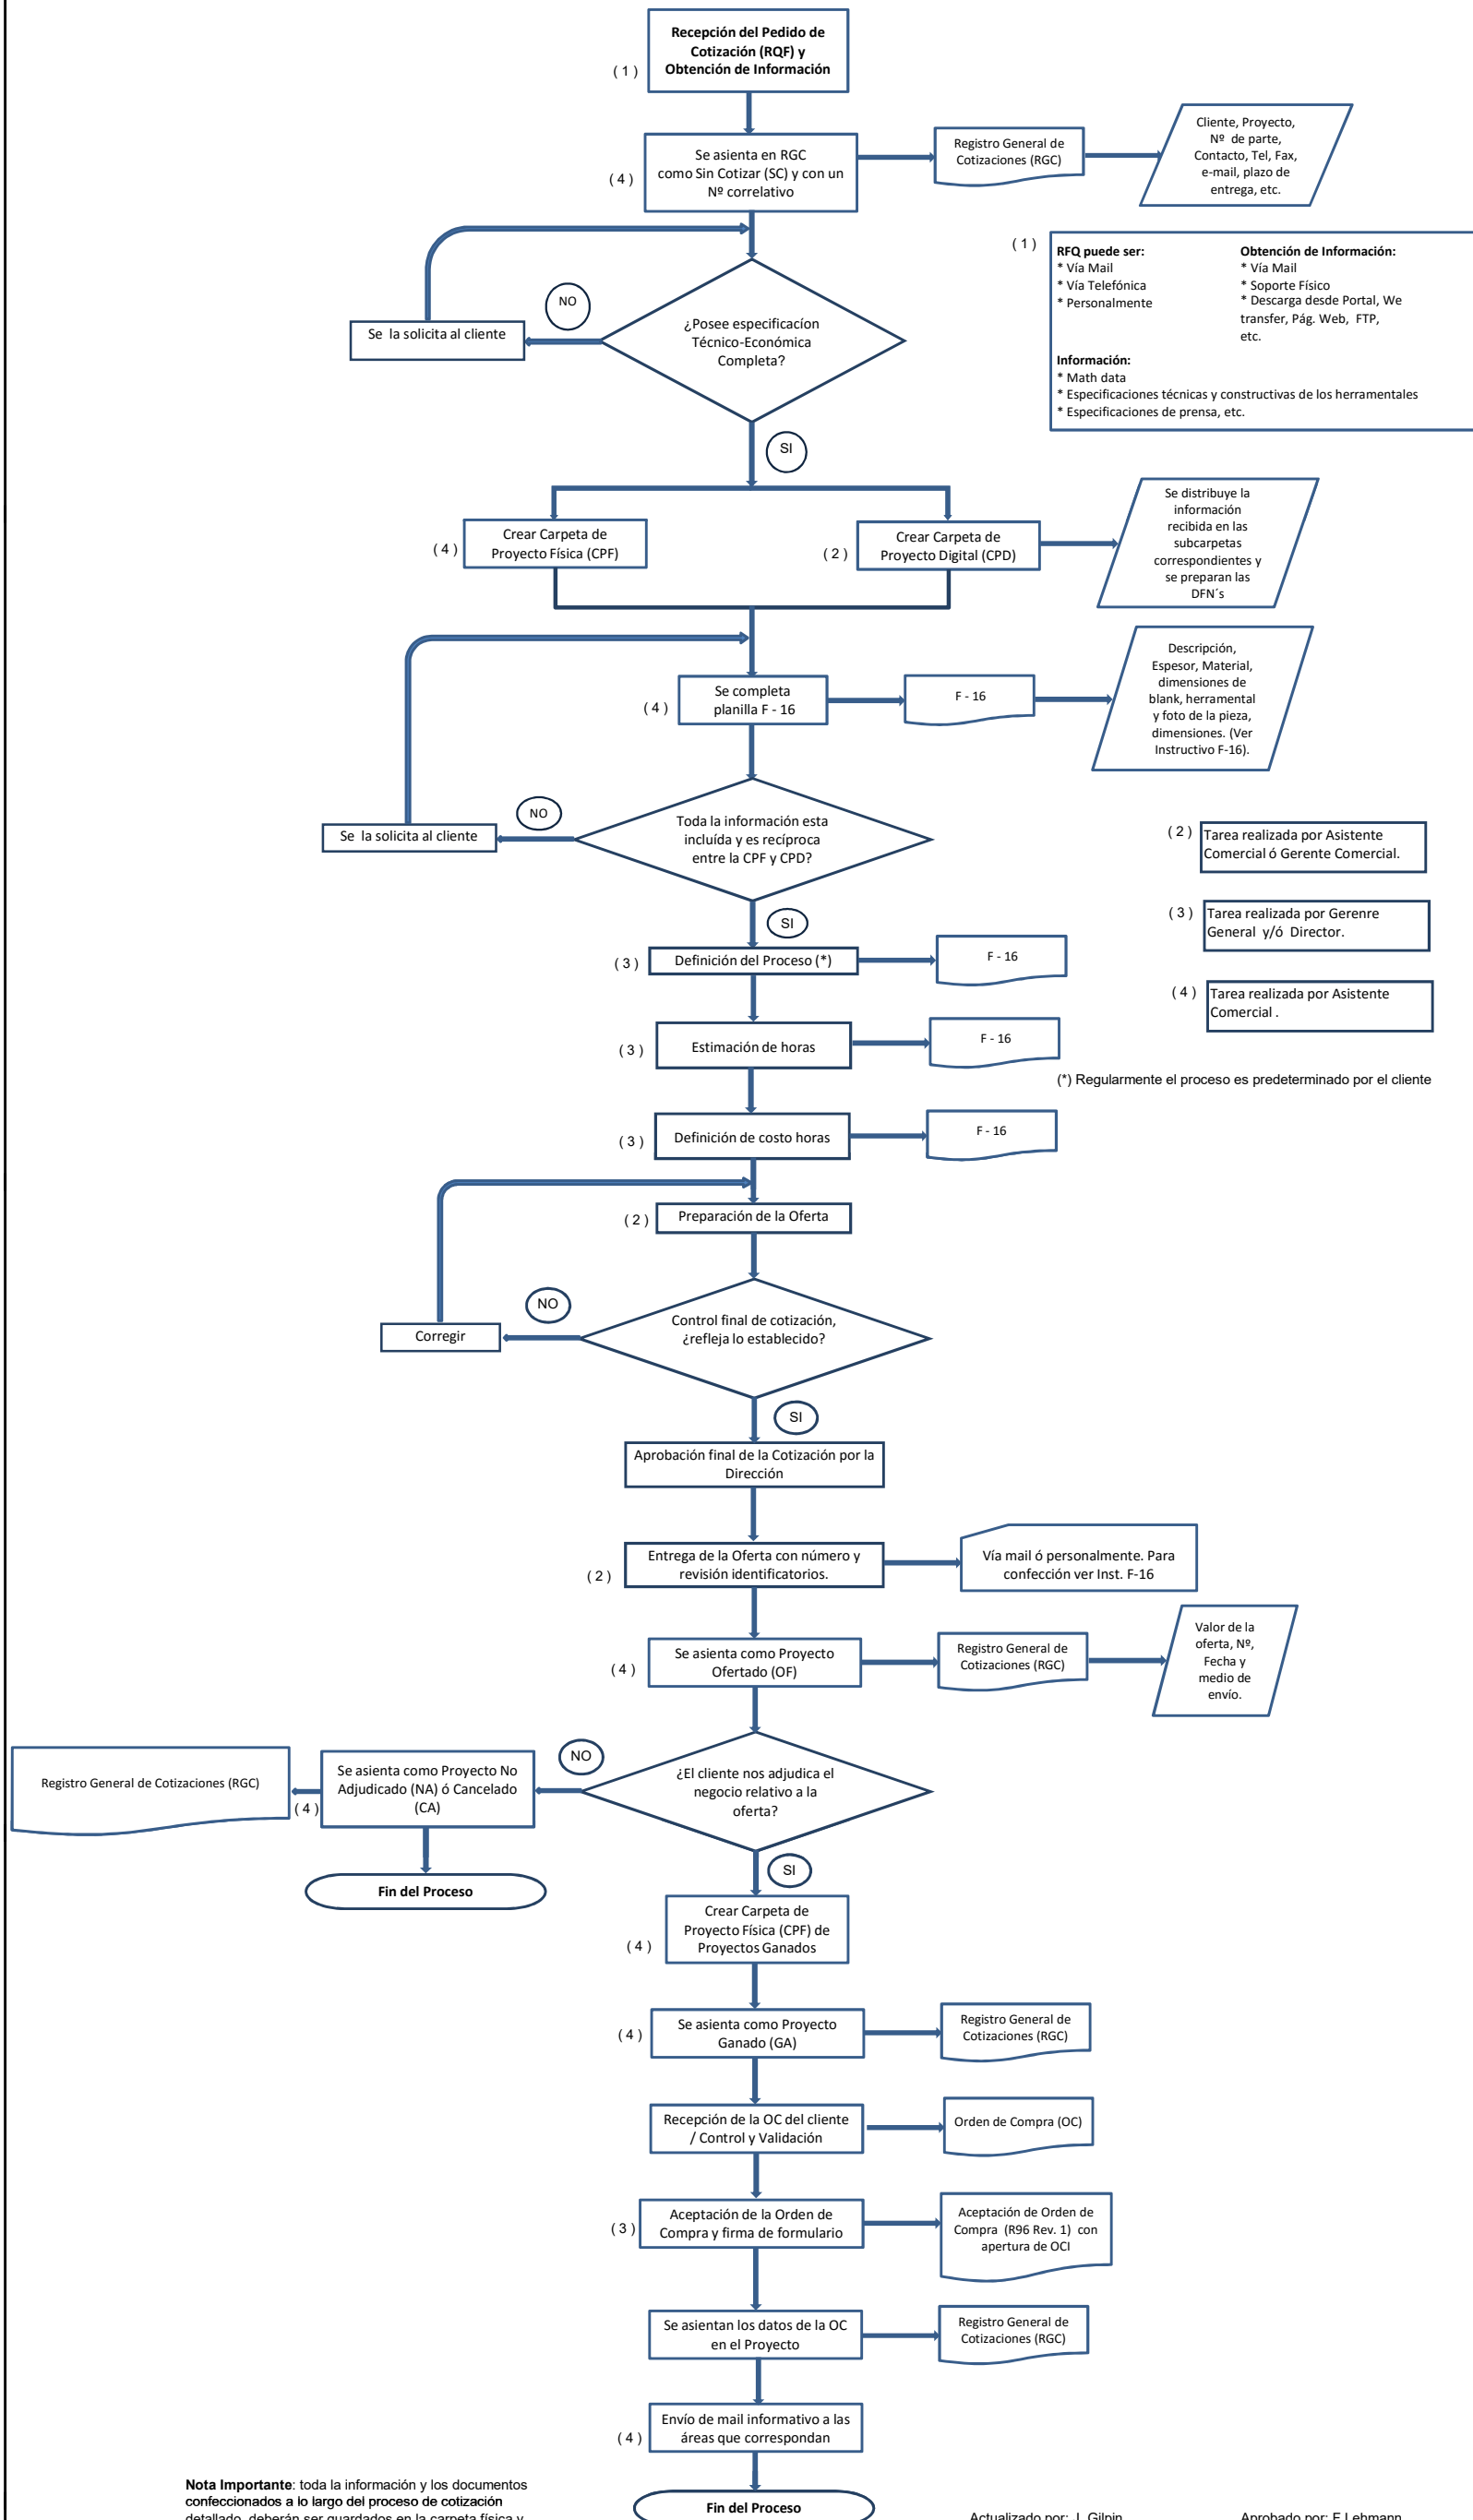 Recepción del Pedido de
Cotización (RQF) y
Obtención de Información
( 1 )
Se asienta en RGC
como Sin Cotizar (SC) y con un
Nº correlativo
( 4 )
Registro General de
Cotizaciones (RGC)
Cliente, Proyecto,
Nº de parte,
Contacto, Tel, Fax,
e-mail, plazo de
entrega, etc.
( 1 )
RFQ puede ser:
* Vía Mail
* Vía Telefónica
* Personalmente
Obtención de Información:
* Vía Mail
* Soporte Físico
* Descarga desde Portal, We
transfer, Pág. Web, FTP,
etc.
Información:
* Math data
* Especificaciones técnicas y constructivas de los herramentales
* Especificaciones de prensa, etc.
NO
Se la solicita al cliente
¿Posee especificacíon
Técnico-Económica
Completa?
SI
( 4 )
Crear Carpeta de
Proyecto Física (CPF)
( 2 )
Crear Carpeta de
Proyecto Digital (CPD)
Se distribuye la
información
recibida en las
subcarpetas
correspondientes y
se preparan las
DFN´s
( 4 )
Se completa
planilla F - 16
F - 16
Descripción,
Espesor, Material,
dimensiones de
blank, herramental
y foto de la pieza,
dimensiones. (Ver
Instructivo F-16).
NO
Se la solicita al cliente
Toda la información esta
incluída y es recíproca
entre la CPF y CPD?
( 2 )
Tarea realizada por Asistente
Comercial ó Gerente Comercial.
SI
( 3 )
Tarea realizada por Gerenre
General y/ó Director.
( 3 )
Definición del Proceso (*)
F - 16
( 4 )
Tarea realizada por Asistente
Comercial .
( 3 )
Estimación de horas
F - 16
(*) Regularmente el proceso es predeterminado por el cliente
( 3 )
Definición de costo horas
F - 16
( 2 )
Preparación de la Oferta
NO
Corregir
Control final de cotización,
¿refleja lo establecido?
SI
Aprobación final de la Cotización por la
Dirección
( 2 )
Entrega de la Oferta con número y
revisión identificatorios.
Vía mail ó personalmente. Para
confección ver Inst. F-16
( 4 )
Se asienta como Proyecto
Ofertado (OF)
Registro General de
Cotizaciones (RGC)
Valor de la
oferta, Nº,
Fecha y
medio de
envío.
NO
¿El cliente nos adjudica el
negocio relativo a la
oferta?
Se asienta como Proyecto No
Adjudicado (NA) ó Cancelado
(CA)
( 4 )
Registro General de Cotizaciones (RGC)
SI
Fin del Proceso
( 4 )
Crear Carpeta de
Proyecto Física (CPF) de
Proyectos Ganados
( 4 )
Se asienta como Proyecto
Ganado (GA)
Registro General de
Cotizaciones (RGC)
Recepción de la OC del cliente
/ Control y Validación
Orden de Compra (OC)
( 3 )
Aceptación de la Orden de
Compra y firma de formulario
Aceptación de Orden de
Compra (R96 Rev. 1) con
apertura de OCI
Se asientan los datos de la OC
en el Proyecto
Registro General de
Cotizaciones (RGC)
( 4 )
Envío de mail informativo a las
áreas que correspondan
Fin del Proceso
Nota Importante: toda la información y los documentos
confeccionados a lo largo del proceso de cotización
detallado, deberán ser guardados en la carpeta física y
Actualizado por: J. Gilpin
Aprobado por: F.Lehmann